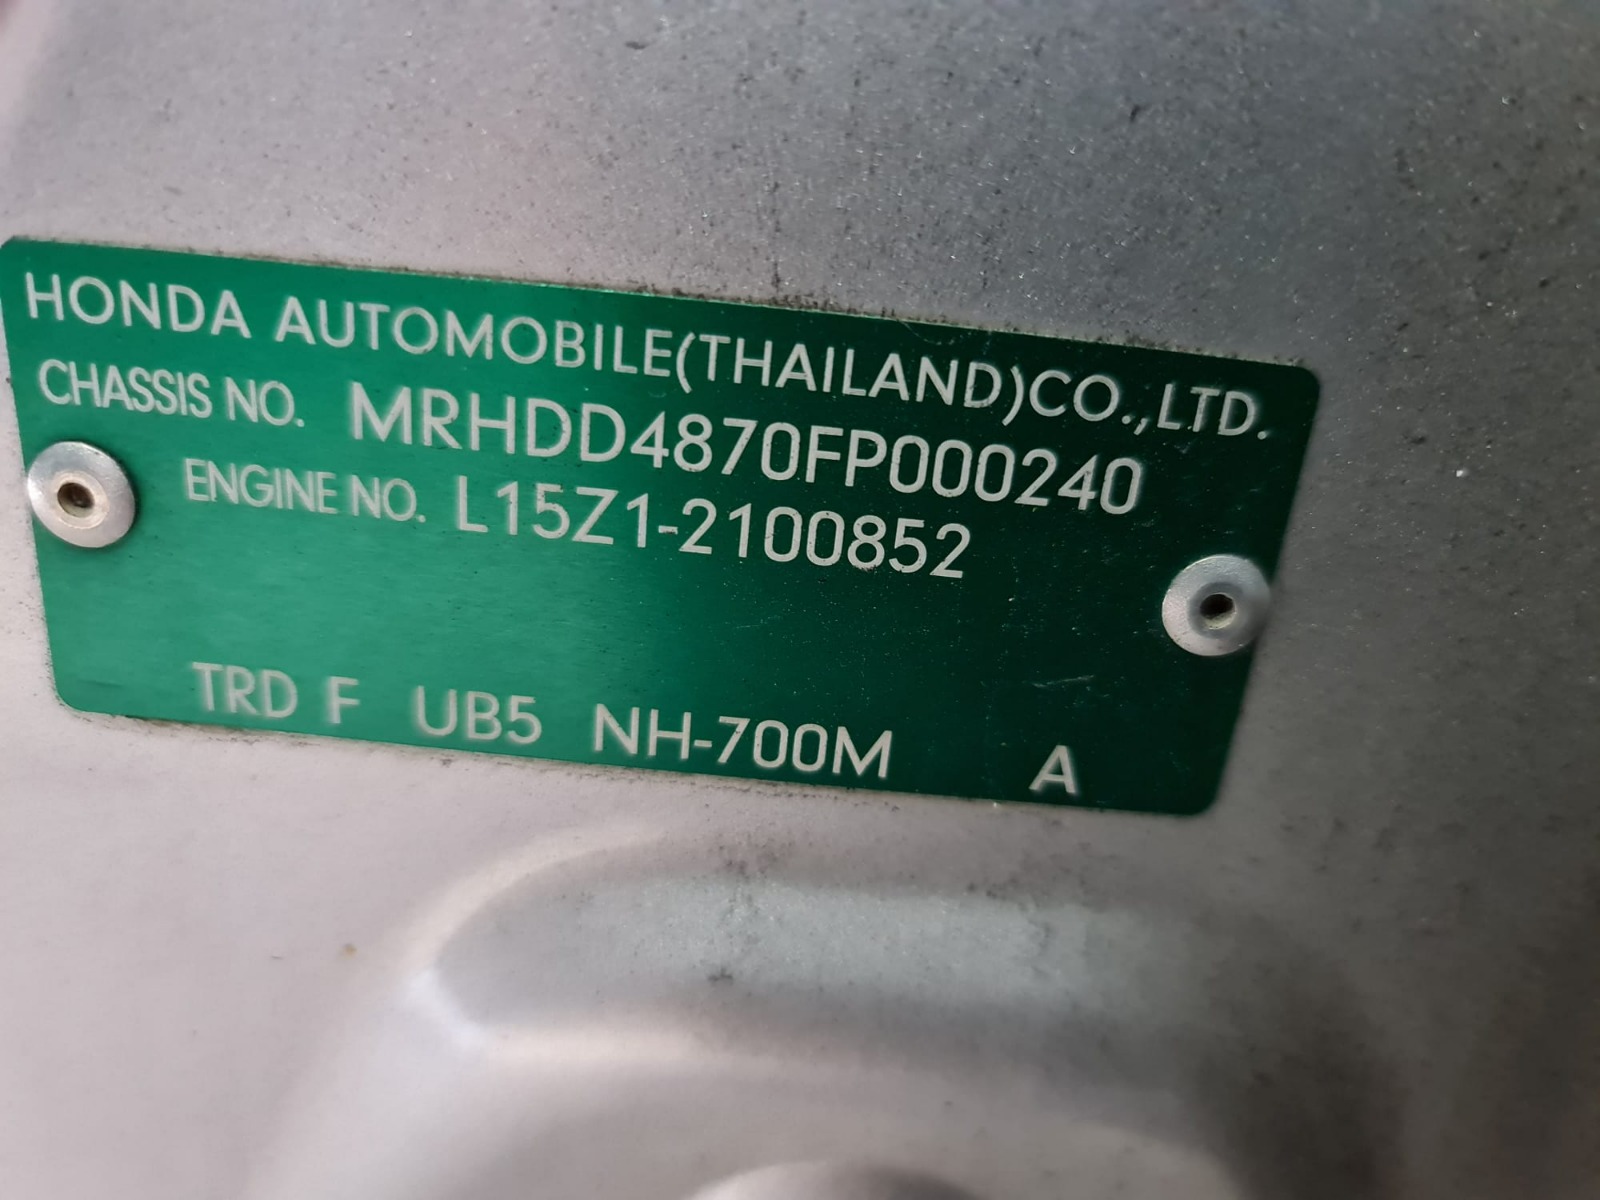 HONDA AUTOMOBILE(THAILAND)CO.,LTD.
CHASSIS NO. MRHDD4870FP000240
ENGINE NO. L15Z1-2100852
TRD F UB5 NH-700M A